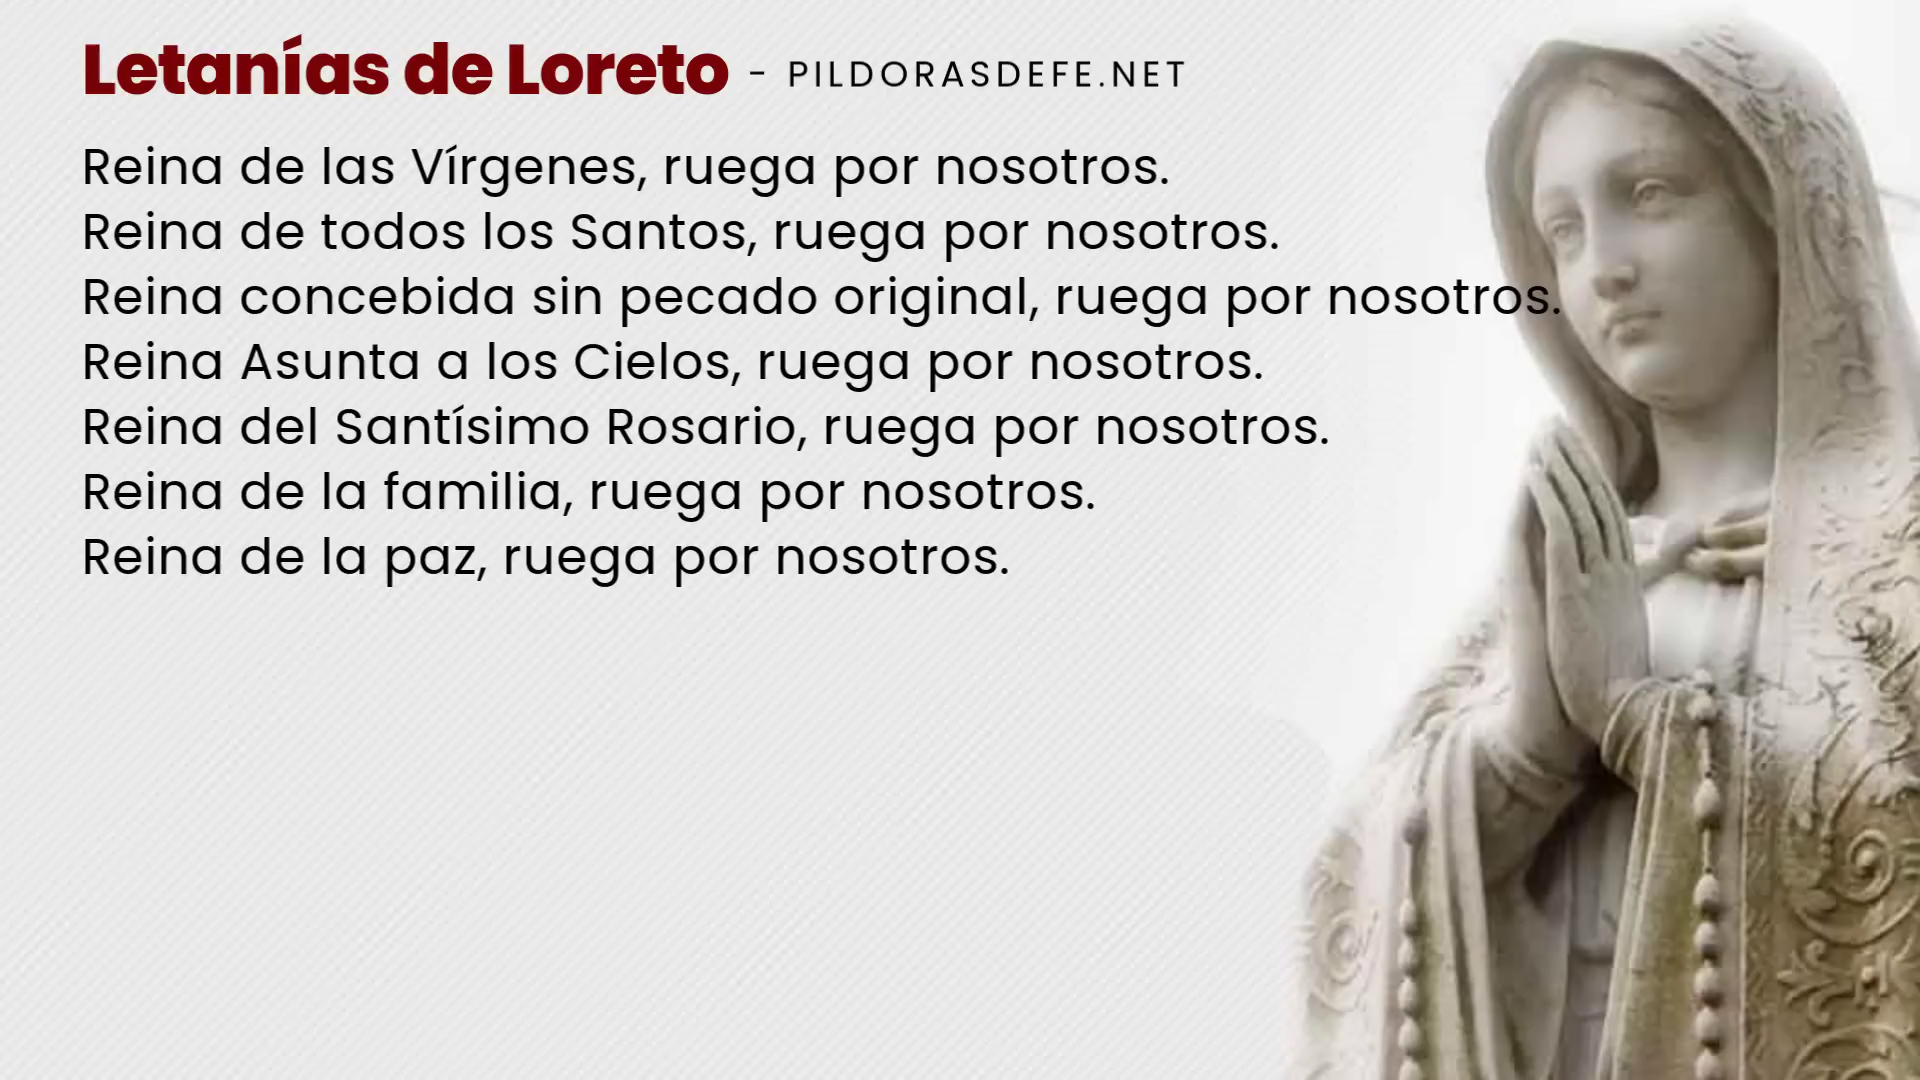 Letanías de Loreto - PILDORASDEFE.NET
Reina de las Vírgenes, ruega por nosotros.
Reina de todos los Santos, ruega por nosotros.
Reina concebida sin pecado original, ruega por nosotros.
Reina Asunta a los Cielos, ruega por nosotros.
Reina del Santísimo Rosario, ruega por nosotros.
Reina de la familia, ruega por nosotros.
Reina de la paz, ruega por nosotros.